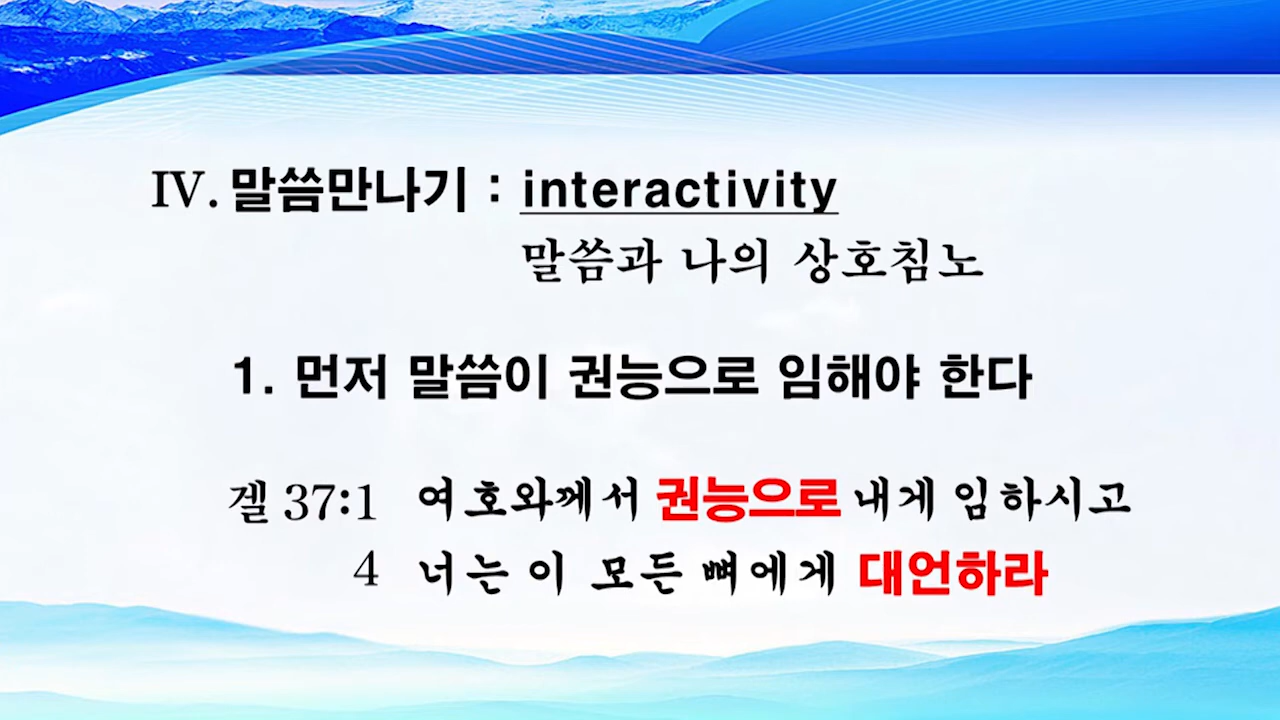 IV. 말씀만나기 : interactivity
말씀과 나의 상호침노
1. 먼저 말씀이 권능으로 임해야 한다
겔 37:1 여호와께서 권능으로 내게 임하시고
4 너는 이 모든 뼈에게 대언하라